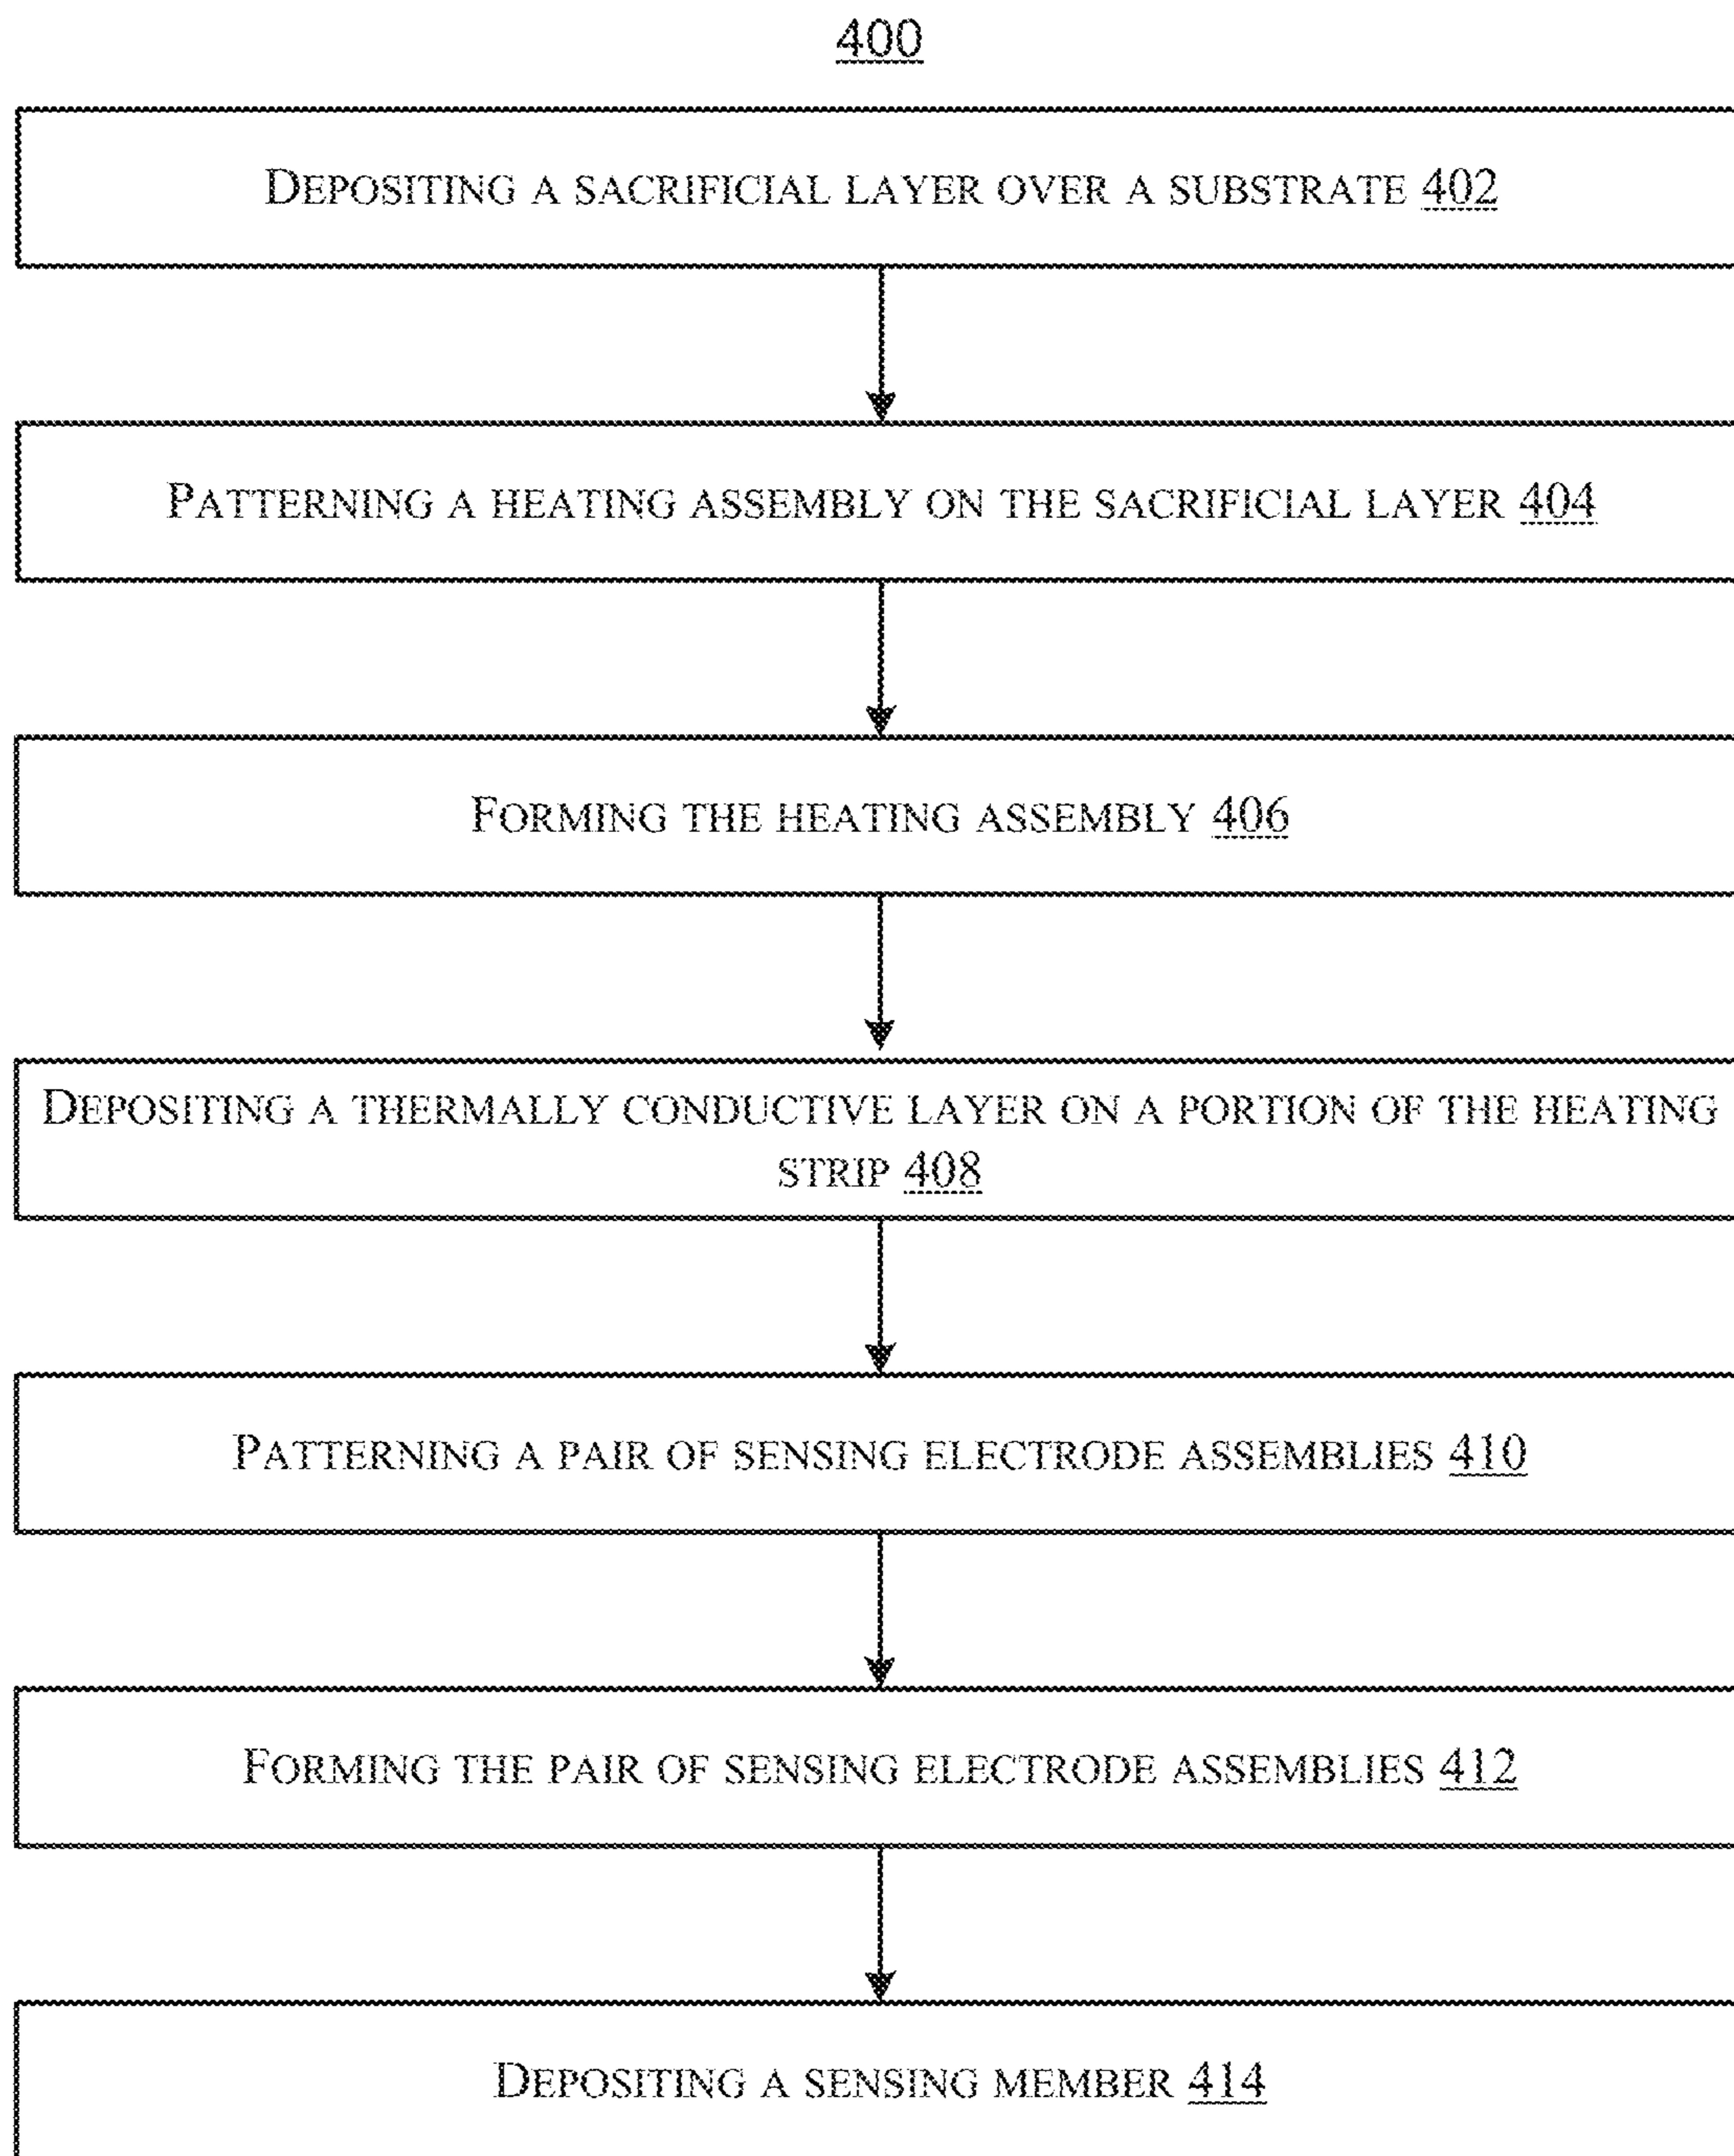 400
DEPOSITING A SACRIFICIAL LAYER OVER A SUBSTRATE 402
PATTERNING A HEATING ASSEMBLY ON THE SACRIFICIAL LAYER 404
FORMING THE HEATING ASSEMBLY 406
DEPOSITING A THERMALLY CONDUCTIVE LAYER ON A PORTION OF THE HEATING
STRIP 408
PATTERNING A PAIR OF SENSING ELECTRODE ASSEMBLIES 410
FORMING THE PAIR OF SENSING ELECTRODE ASSEMBLIES 412
DEPOSITING A SENSING MEMBER 414